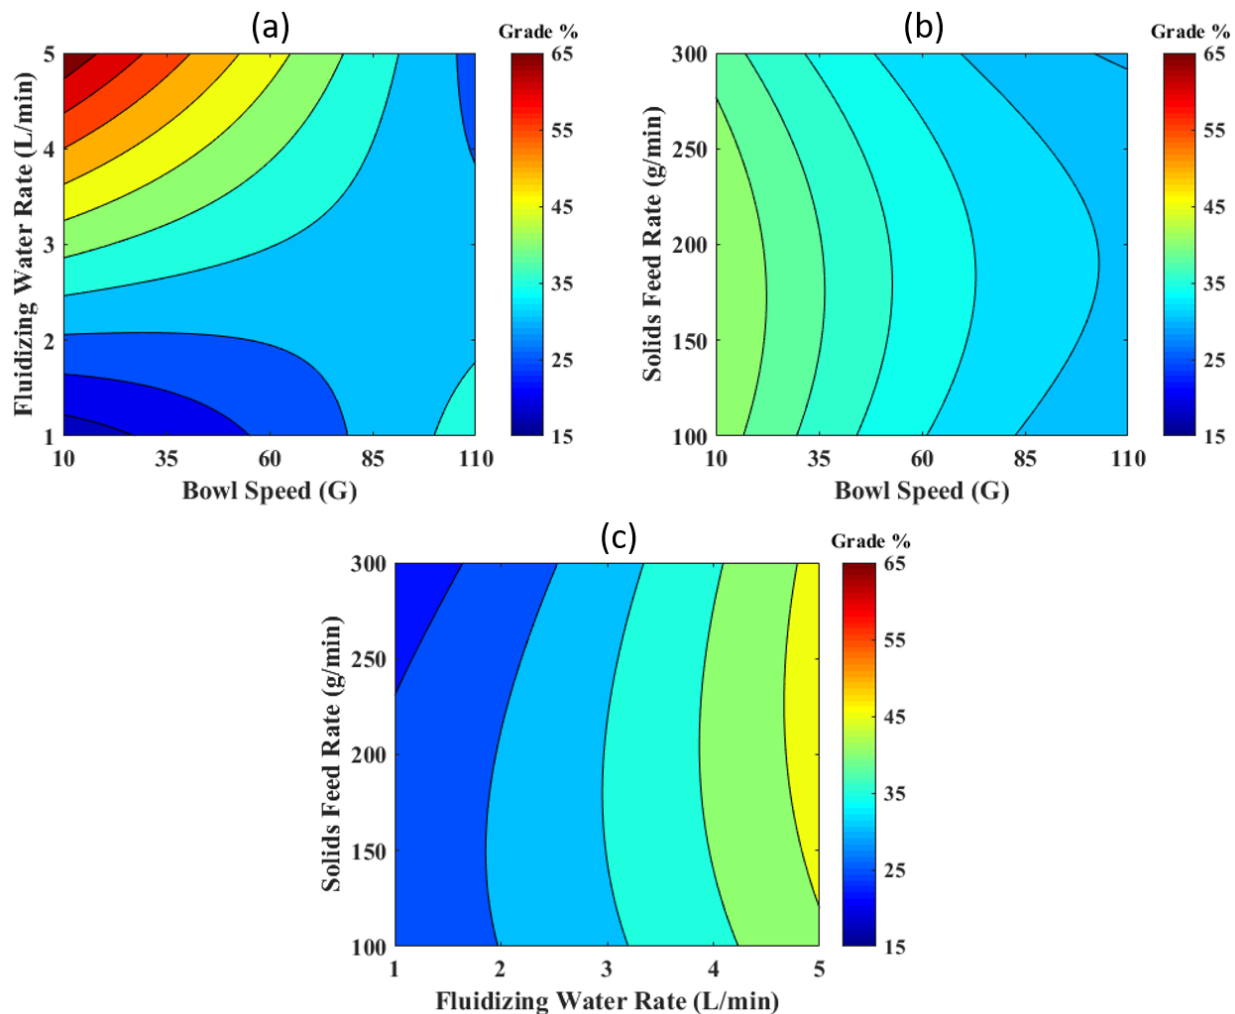 (a)
Grade %
5
4
3
2
1
Fluidizing Water Rate (L/min)
10 35 60 85 110
Bowl Speed (G)
65
55
45
35
25
15
(b)
Grade %
300
250
200
150
100
Solids Feed Rate (g/min)
10 35 60 85 110
Bowl Speed (G)
65
55
45
35
25
15
(c)
Grade %
300
250
200
150
100
Solids Feed Rate (g/min)
1 2 3 4 5
Fluidizing Water Rate (L/min)
65
55
45
35
25
15